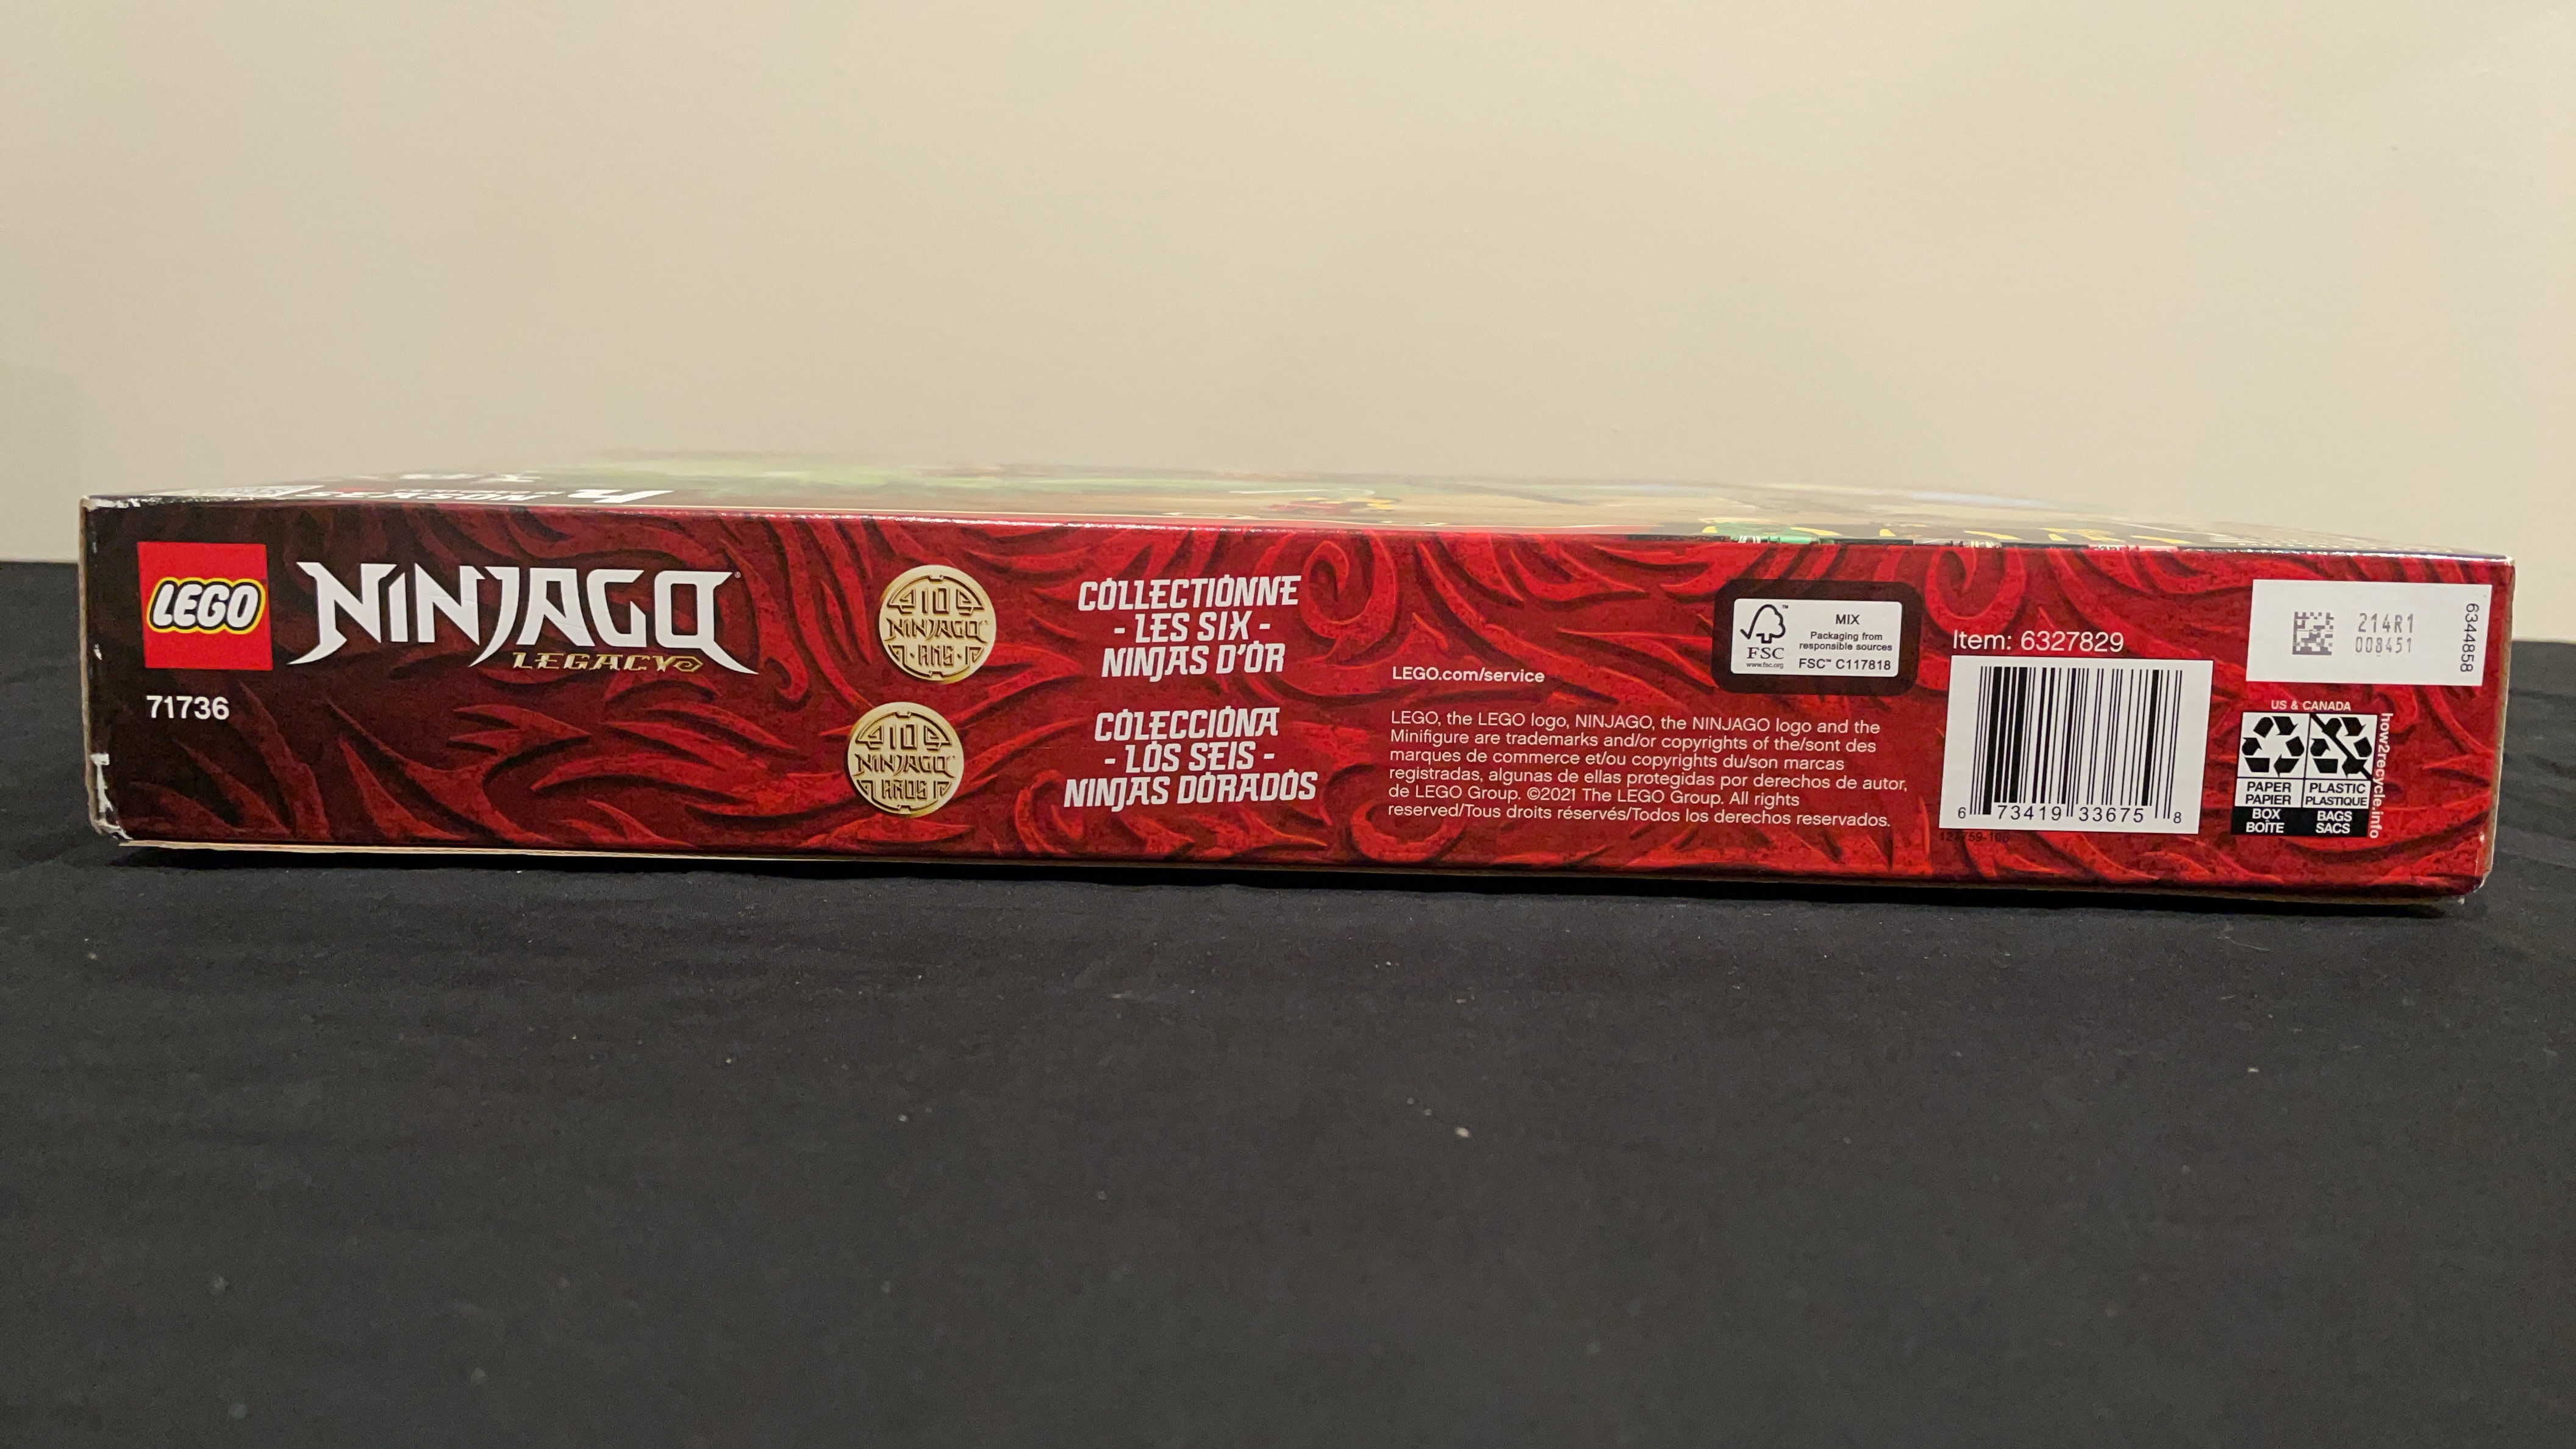 LEGO
NINJAGO
LEGACY
71736
10
NINJAGO
ANS
COLLECTIONNE
- LES SIX -
NINJAS D'OR
10
NINJAGO
AÑOS
COLECCIONA
- LOS SEIS -
NINJAS DORADOS
LEGO.com/service
LEGO, the LEGO logo, NINJAGO, the NINJAGO logo and the
Minifigure are trademarks and/or copyrights of the/sont des
marques de commerce et/ou copyrights du/son marcas
registradas, algunas de ellas protegidas por derechos de autor,
de LEGO Group. ©2021 The LEGO Group. All rights
reserved/Tous droits réservés/Todos los derechos reservados.
FSC
www.fsc.org
MIX
Packaging from
responsible sources
FSC™ C117818
Item: 6327829
6 73419 33675 8
214R1
008451
6344858
US & CANADA
PAPER PLASTIC
PAPIER PLASTIQUE
BOX BAGS
BOÎTE SACS
how2recycle.info